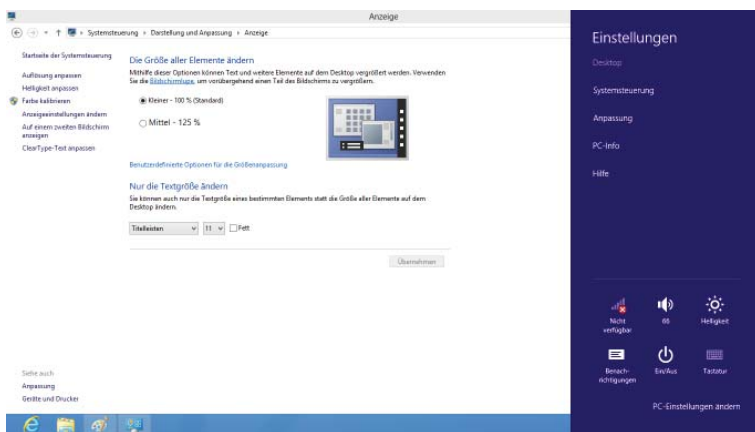 Anzeige
Systemsteuerung › Darstellung und Anpassung › Anzeige
Startseite der Systemsteuerung
Auflösung anpassen
Helligkeit anpassen
Farbe kalibrieren
Anzeigeeinstellungen ändern
Auf einem zweiten Bildschirm
anzeigen
ClearType-Text anpassen
Siehe auch
Anpassung
Geräte und Drucker
Die Größe aller Elemente ändern
Mithilfe dieser Optionen können Text und weitere Elemente auf dem Desktop vergrößert werden. Verwenden
Sie die Bildschirmlupe, um vorübergehend einen Teil des Bildschirms zu vergrößern.
Kleiner - 100 % (Standard)
Mittel - 125 %
Benutzerdefinierte Optionen für die Größenanpassung
Nur die Textgröße ändern
Sie können auch nur die Textgröße eines bestimmten Elements statt die Größe aller Elemente auf dem
Desktop ändern.
Titelleisten 11 Fett
Übernehmen
Einstellungen
Desktop
Systemsteuerung
Anpassung
PC-Info
Hilfe
Nicht
verfügbar
66
Helligkeit
Benach-
richtigungen
Ein/Aus
Tastatur
PC-Einstellungen ändern